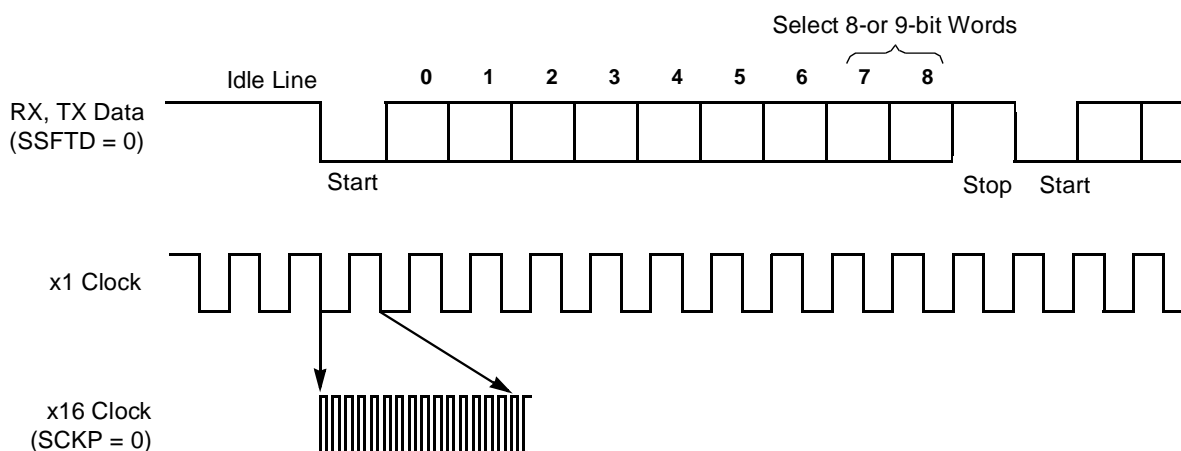 Select 8-or 9-bit Words
Idle Line 0 1 2 3 4 5 6 7 8
RX, TX Data
(SSFTD = 0)
Start Stop Start
x1 Clock
x16 Clock
(SCKP = 0)